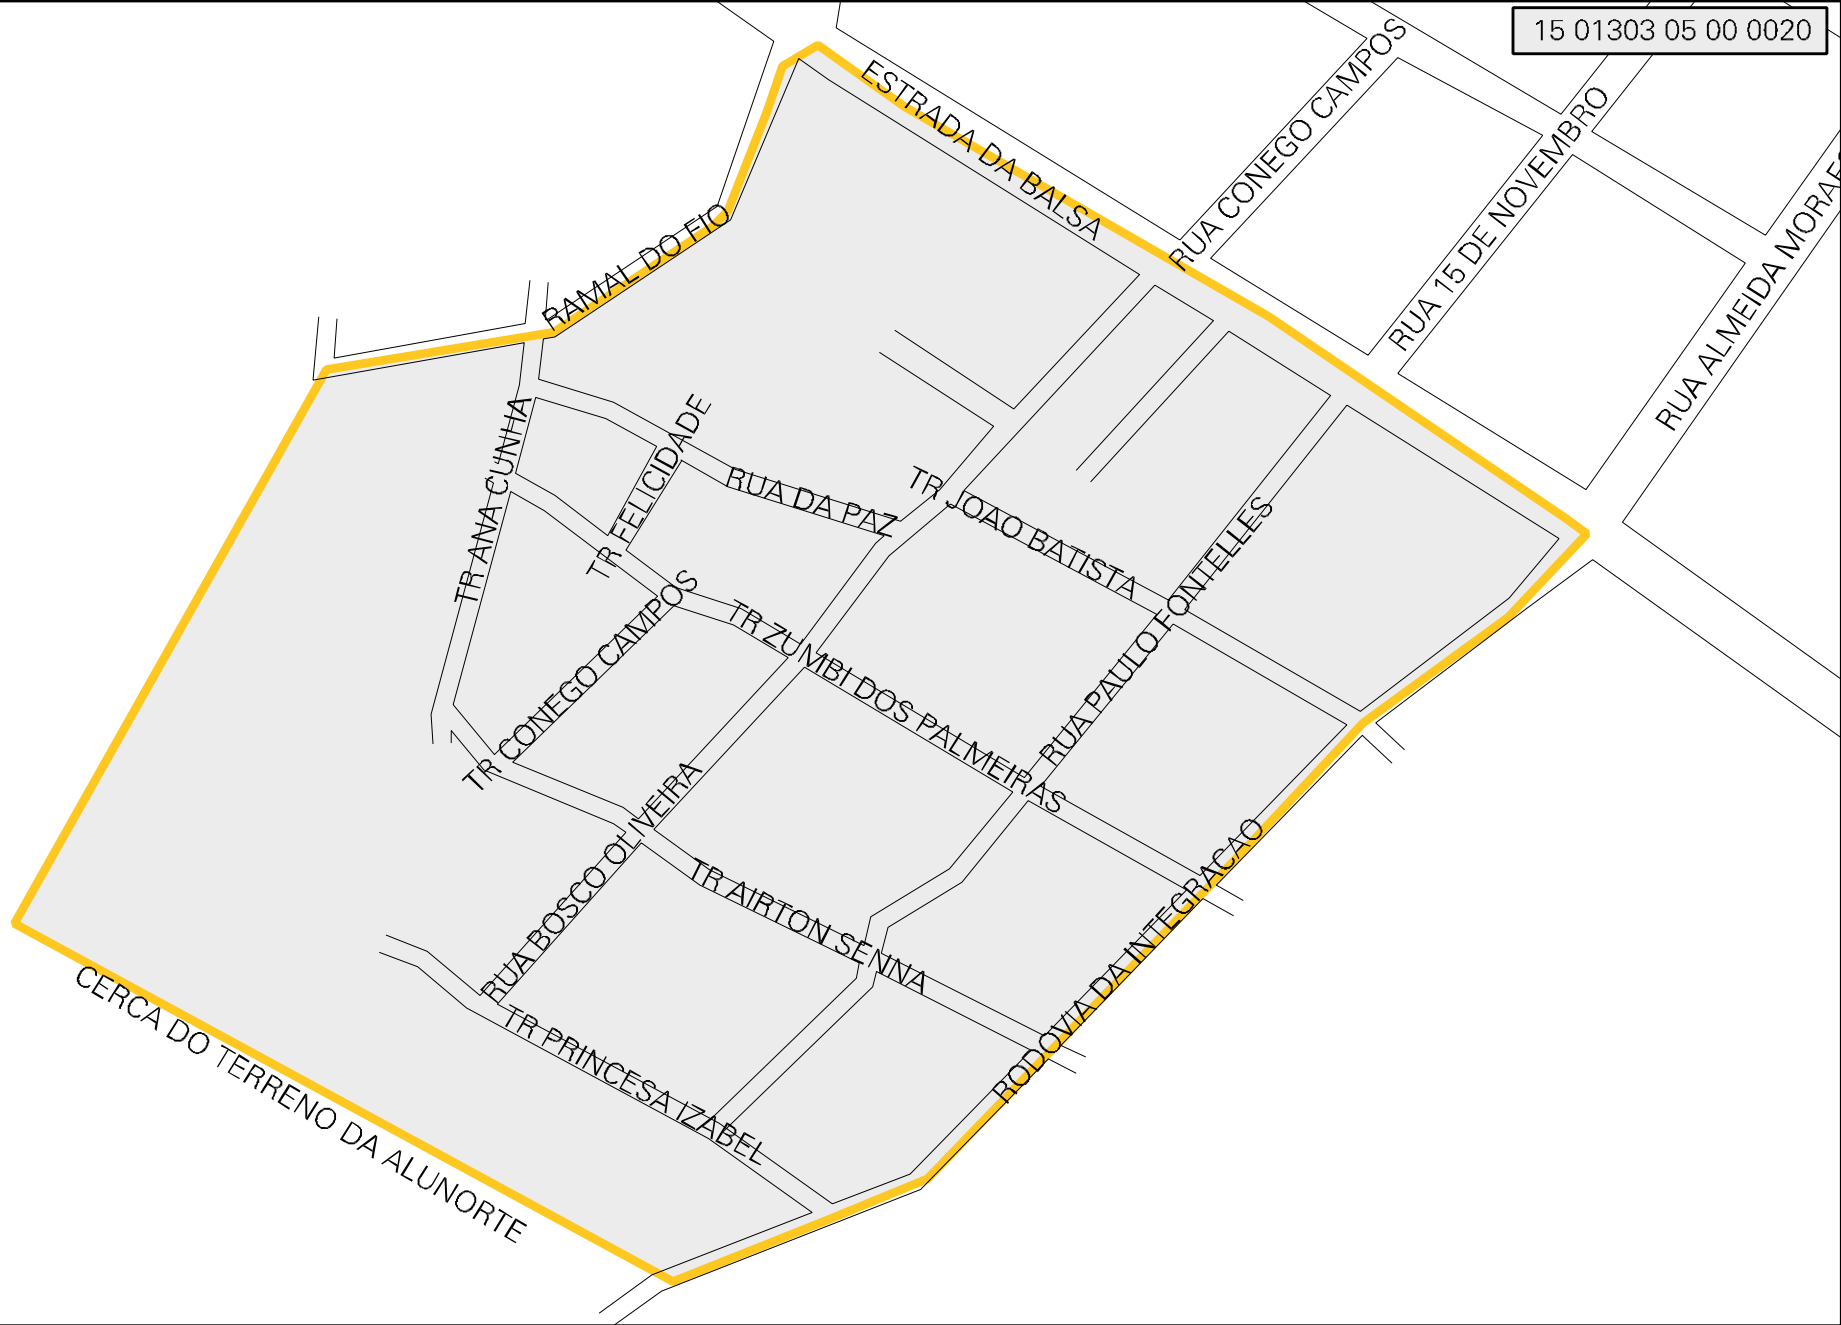 15 01303 05 00 0020
ESTRADA DA BALSA
RUA CONEGO CAMPOS
RUA 15 DE NOVEMBRO
RUA ALMEIDA MORAES
RAMAL DO FIO
TR ANA CUNHA
TR FELICIDADE
RUA DA PAZ
TR JOAO BATISTA
RUA PAULO FONTELLES
TR CONEGO CAMPOS
TR ZUMBI DOS PALMEIRAS
RUA BOSCO OLIVEIRA
TR AIRTON SENNA
RODOVIA DA INTEGRACAO
TR PRINCESA IZABEL
CERCA DO TERRENO DA ALUNORTE